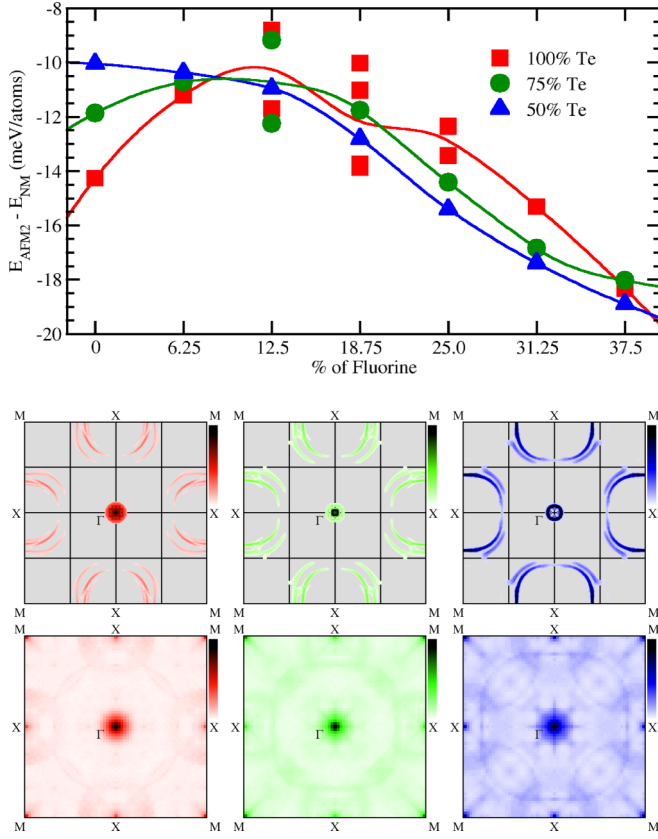 -8
-10
-12
-14
-16
-18
-20
E_AFM2 - E_NM (meV/atoms)
100% Te
75% Te
50% Te
0 6.25 12.5 18.75 25.0 31.25 37.5
% of Fluorine
M X M M X M M X M
X Γ X Γ X Γ X
M X M M X M M X M
M X M M X M M X M
X Γ X Γ X Γ X
M X M M X M M X M